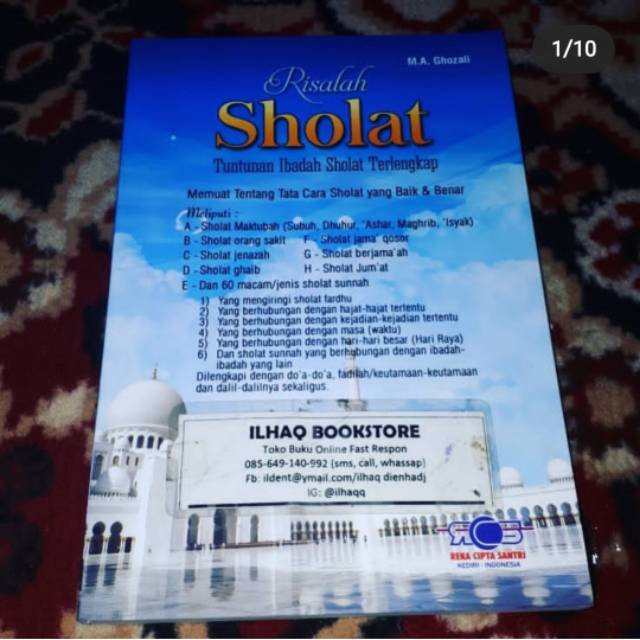 1/10
M.A. Ghozali
Risalah
Sholat
Tuntunan Ibadah Sholat Terlengkap
Memuat Tentang Tata Cara Sholat yang Baik & Benar
Meliputi :
A - Sholat Maktubah (Subuh, Dhuhur, 'Ashar, Maghrib, 'Isyak)
B - Sholat orang sakit F - Sholat jama' qosor
C - Sholat jenazah G - Sholat berjama'ah
D - Sholat ghaib H - Sholat Jum'at
E - Dan 60 macam/jenis sholat sunnah
1) Yang mengiringi sholat fardhu
2) Yang berhubungan dengan hajat-hajat tertentu
3) Yang berhubungan dengan kejadian-kejadian tertentu
4) Yang berhubungan dengan masa (waktu)
5) Yang berhubungan dengan hari-hari besar (Hari Raya)
6) Dan sholat sunnah yang berhubungan dengan ibadah-
ibadah yang lain
Dilengkapi dengan do'a-do'a, fadilah/keutamaan-keutamaan
dan dalil-dalilnya sekaligus.
ILHAQ BOOKSTORE
Toko Buku Online Fast Respon
085-649-140-992 (sms, call, whassap)
Fb: ildent@ymail.com/ilhaq dienhadj
IG: @ilhaqq
RCS
REKA CIPTA SANTRI
KEDIRI - INDONESIA